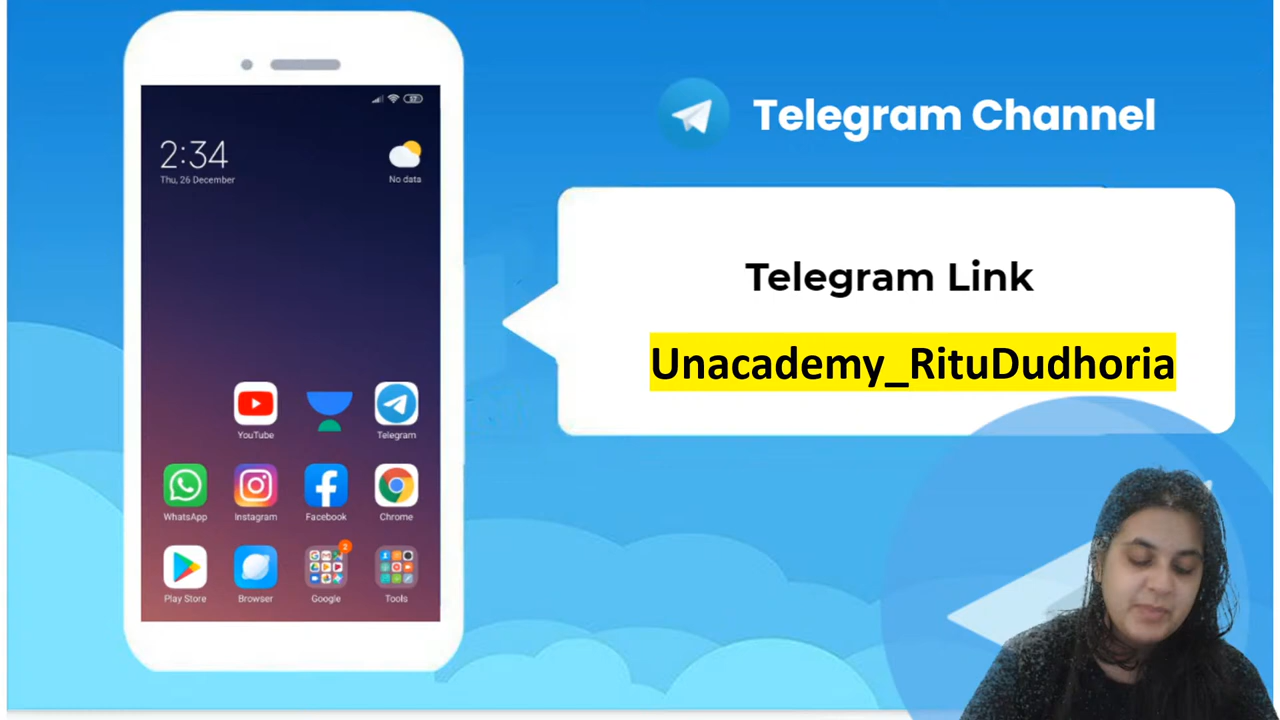 2:34
Thu, 26 December
No data
YouTube
Telegram
WhatsApp
Instagram
Facebook
Chrome
2
Play Store
Browser
Google
Tools
Telegram Channel
Telegram Link
Unacademy_RituDudhoria